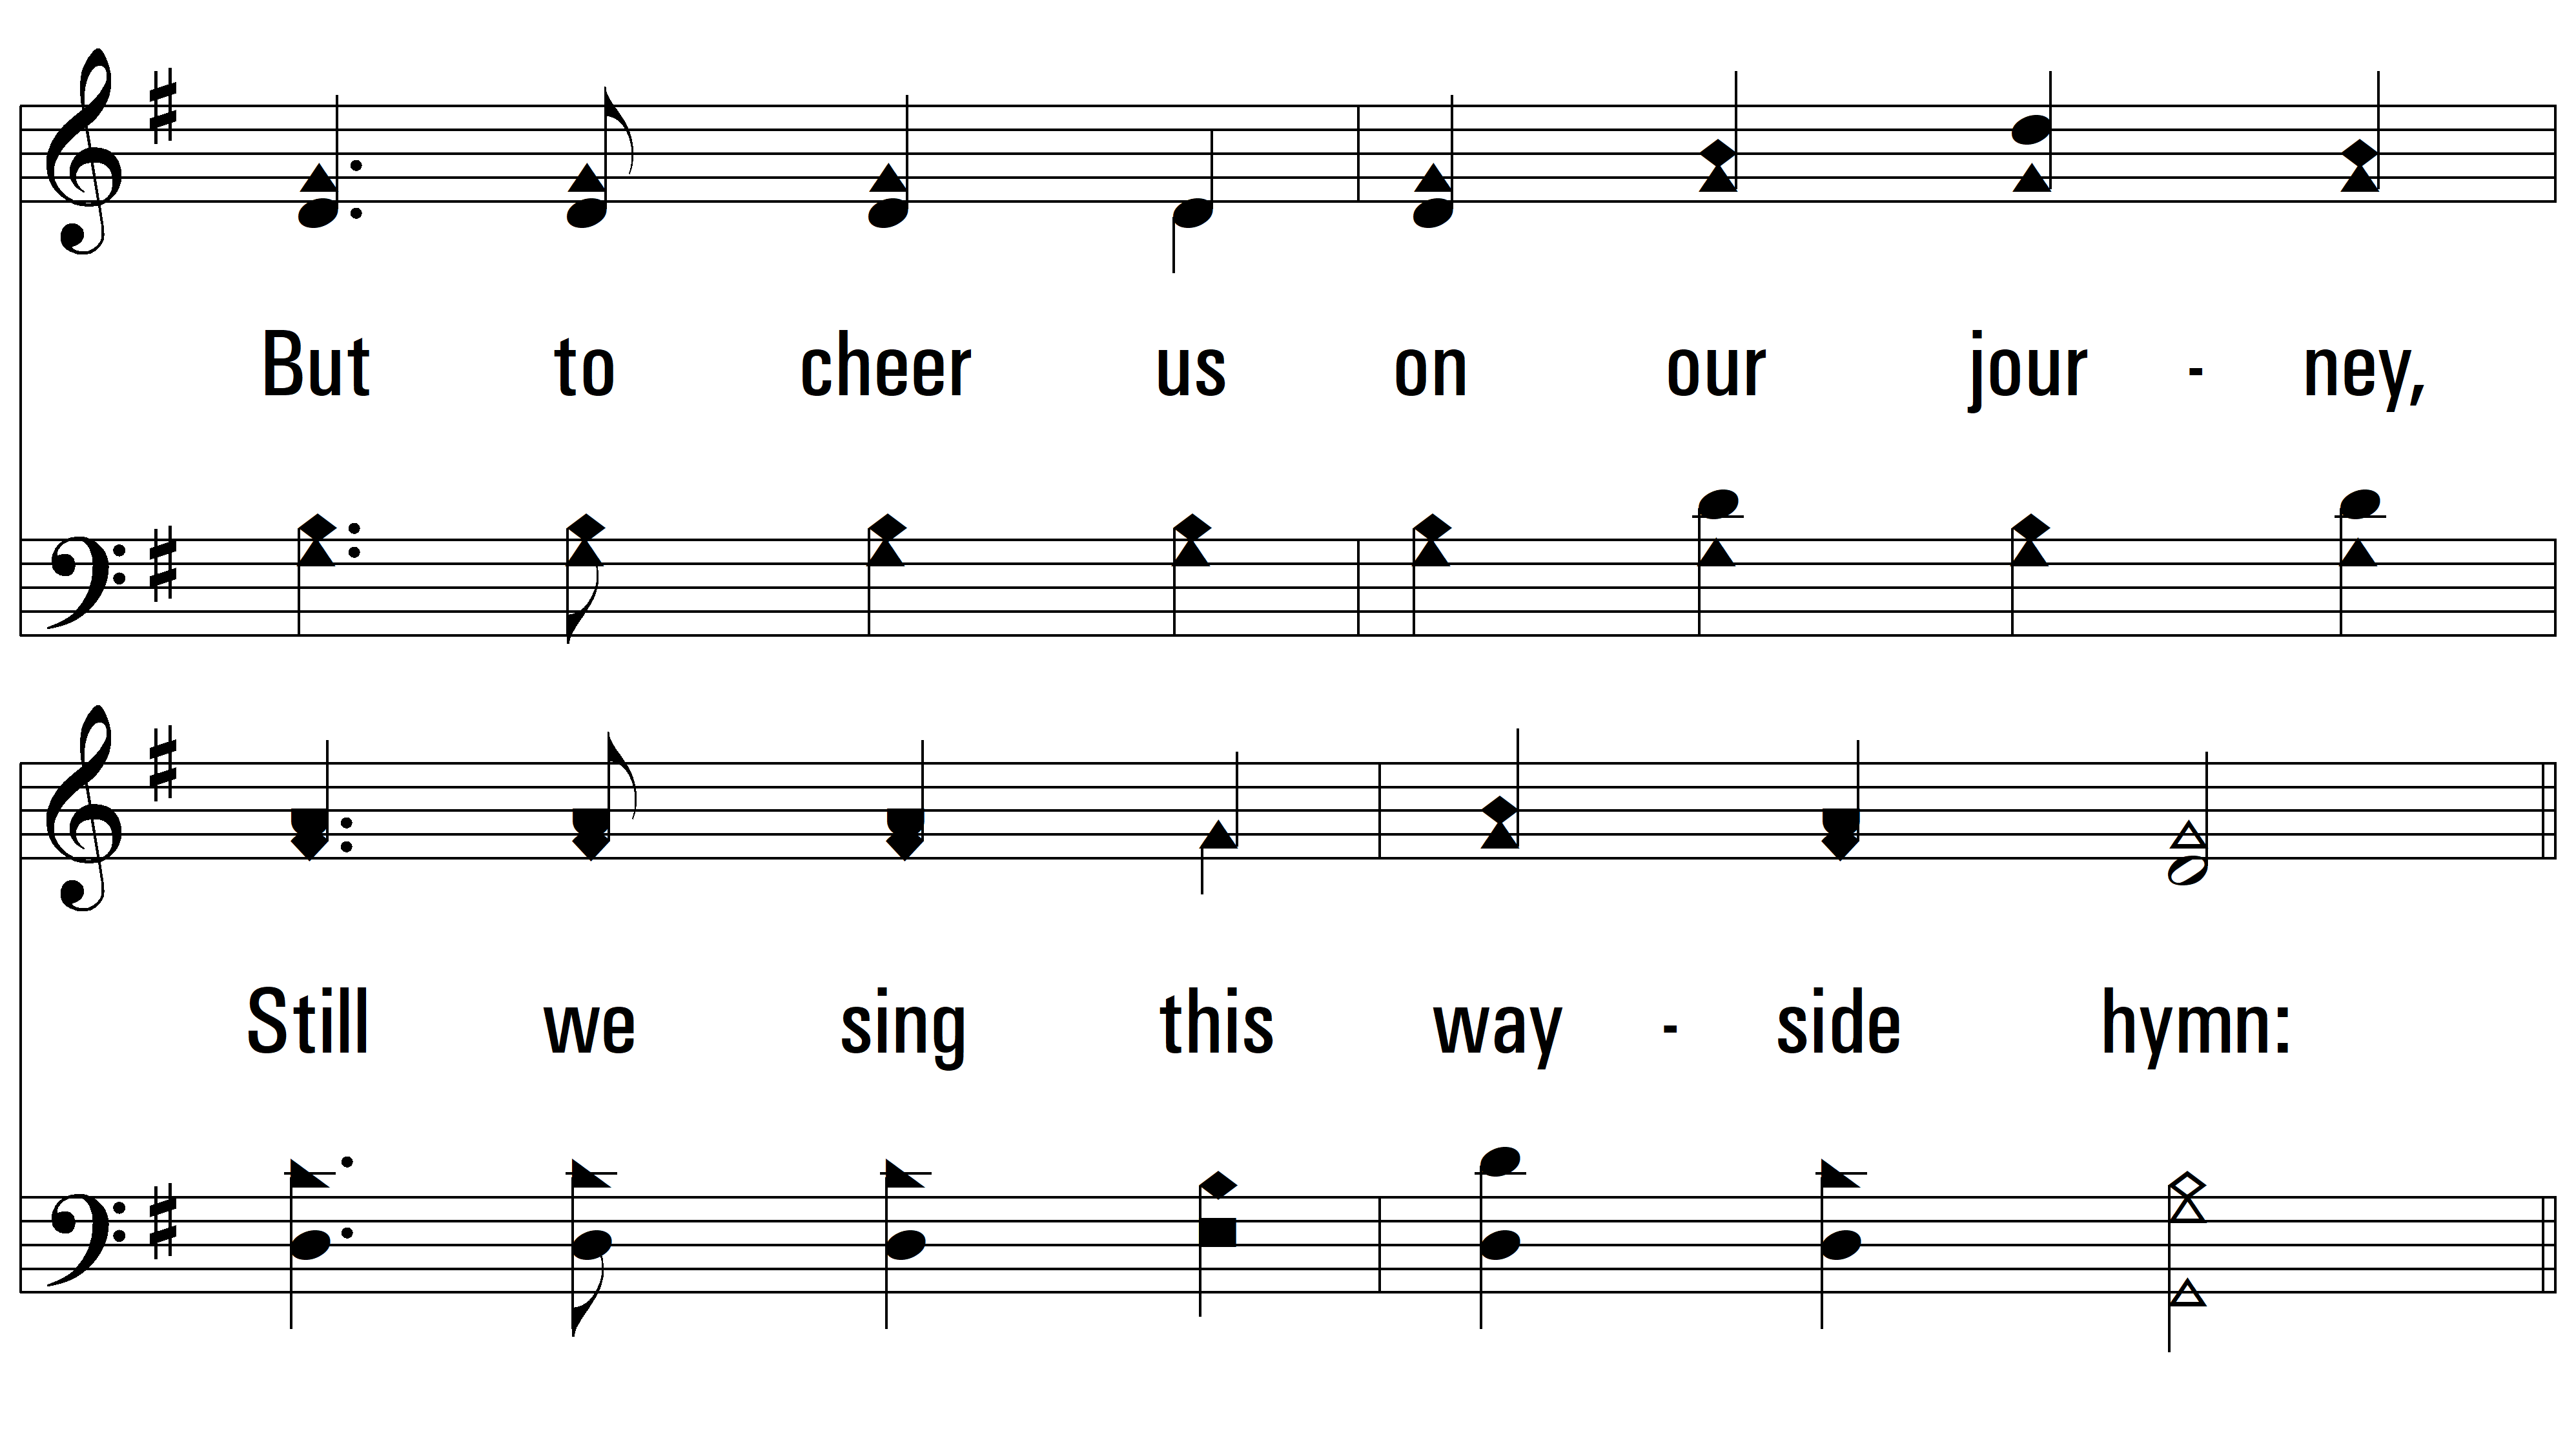 But to cheer us on our jour - ney,
Still we sing this way - side hymn: